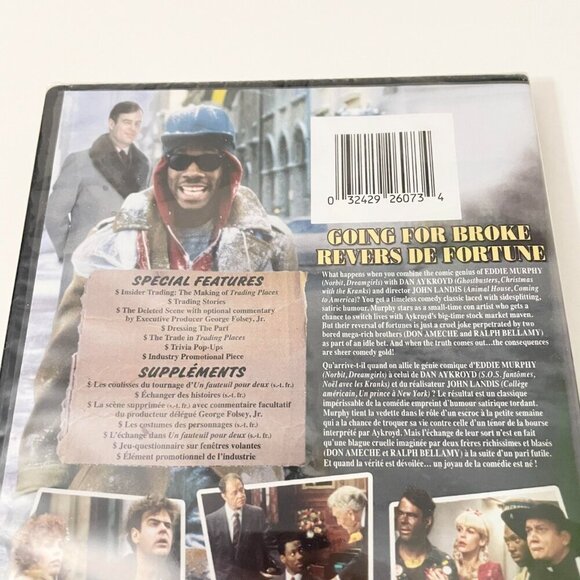 0 32429 26073 4
GOING FOR BROKE
REVERS DE FORTUNE
What happens when you combine the comic genius of EDDIE MURPHY
(Norbit, Dreamgirls) with DAN AYKROYD (Ghostbusters, Christmas
with the Kranks) and director JOHN LANDIS (Animal House, Coming
to America)? You get a timeless comedy classic laced with sidesplitting,
satiric humour. Murphy stars as a small-time con artist who gets a
chance to switch lives with Aykroyd's big-time stock market maven.
But their reversal of fortunes is just a cruel joke perpetrated by two
bored mega-rich brothers (DON AMECHE and RALPH BELLAMY) as
part of an idle bet. And when the truth comes out...the consequences
are sheer comedy gold!
Qu'arrive-t-il quand on allie le génie comique d'EDDIE MURPHY
(Norbit, Dreamgirls) à celui de DAN AYKROYD (S.O.S. fantômes,
Noël avec les Kranks) et du réalisateur JOHN LANDIS (Collège
américain, Un prince à New York) ? Le résultat est un classique
impérissable de la comédie empreint d'humour satirique tordant.
Murphy tient la vedette dans le rôle d'un escroc à la petite semaine
qui a la chance de troquer sa vie contre celle d'un ténor de la bourse
interprété par Aykroyd. Mais l'échange de leur sort n'est en fait
qu'une blague cruelle imaginée par deux frères richissimes et blasés
(DON AMECHE et RALPH BELLAMY) à la suite d'un pari futile.
Et quand la vérité est dévoilée... un joyau de la comédie est né !
SPECIAL FEATURES
$ Insider Trading: The Making of Trading Places
$ Trading Stories
$ The Deleted Scene with optional commentary
by Executive Producer George Folsey, Jr.
$ Dressing The Part
$ The Trade in Trading Places
$ Trivia Pop-Ups
$ Industry Promotional Piece
SUPPLÉMENTS
$ Les coulisses du tournage d'Un fauteuil pour deux (s.-t. fr.)
$ Échanger des histoires (s.-t. fr.)
$ La scène supprimée (s.-t. fr.) avec commentaire facultatif
du producteur délégué George Folsey, Jr.
$ Les costumes des personnages (s.-t. fr.)
$ L'échange dans Un fauteuil pour deux (s.-t. fr.)
$ Jeu-questionnaire sur fenêtres volantes
$ Élément promotionnel de l'industrie